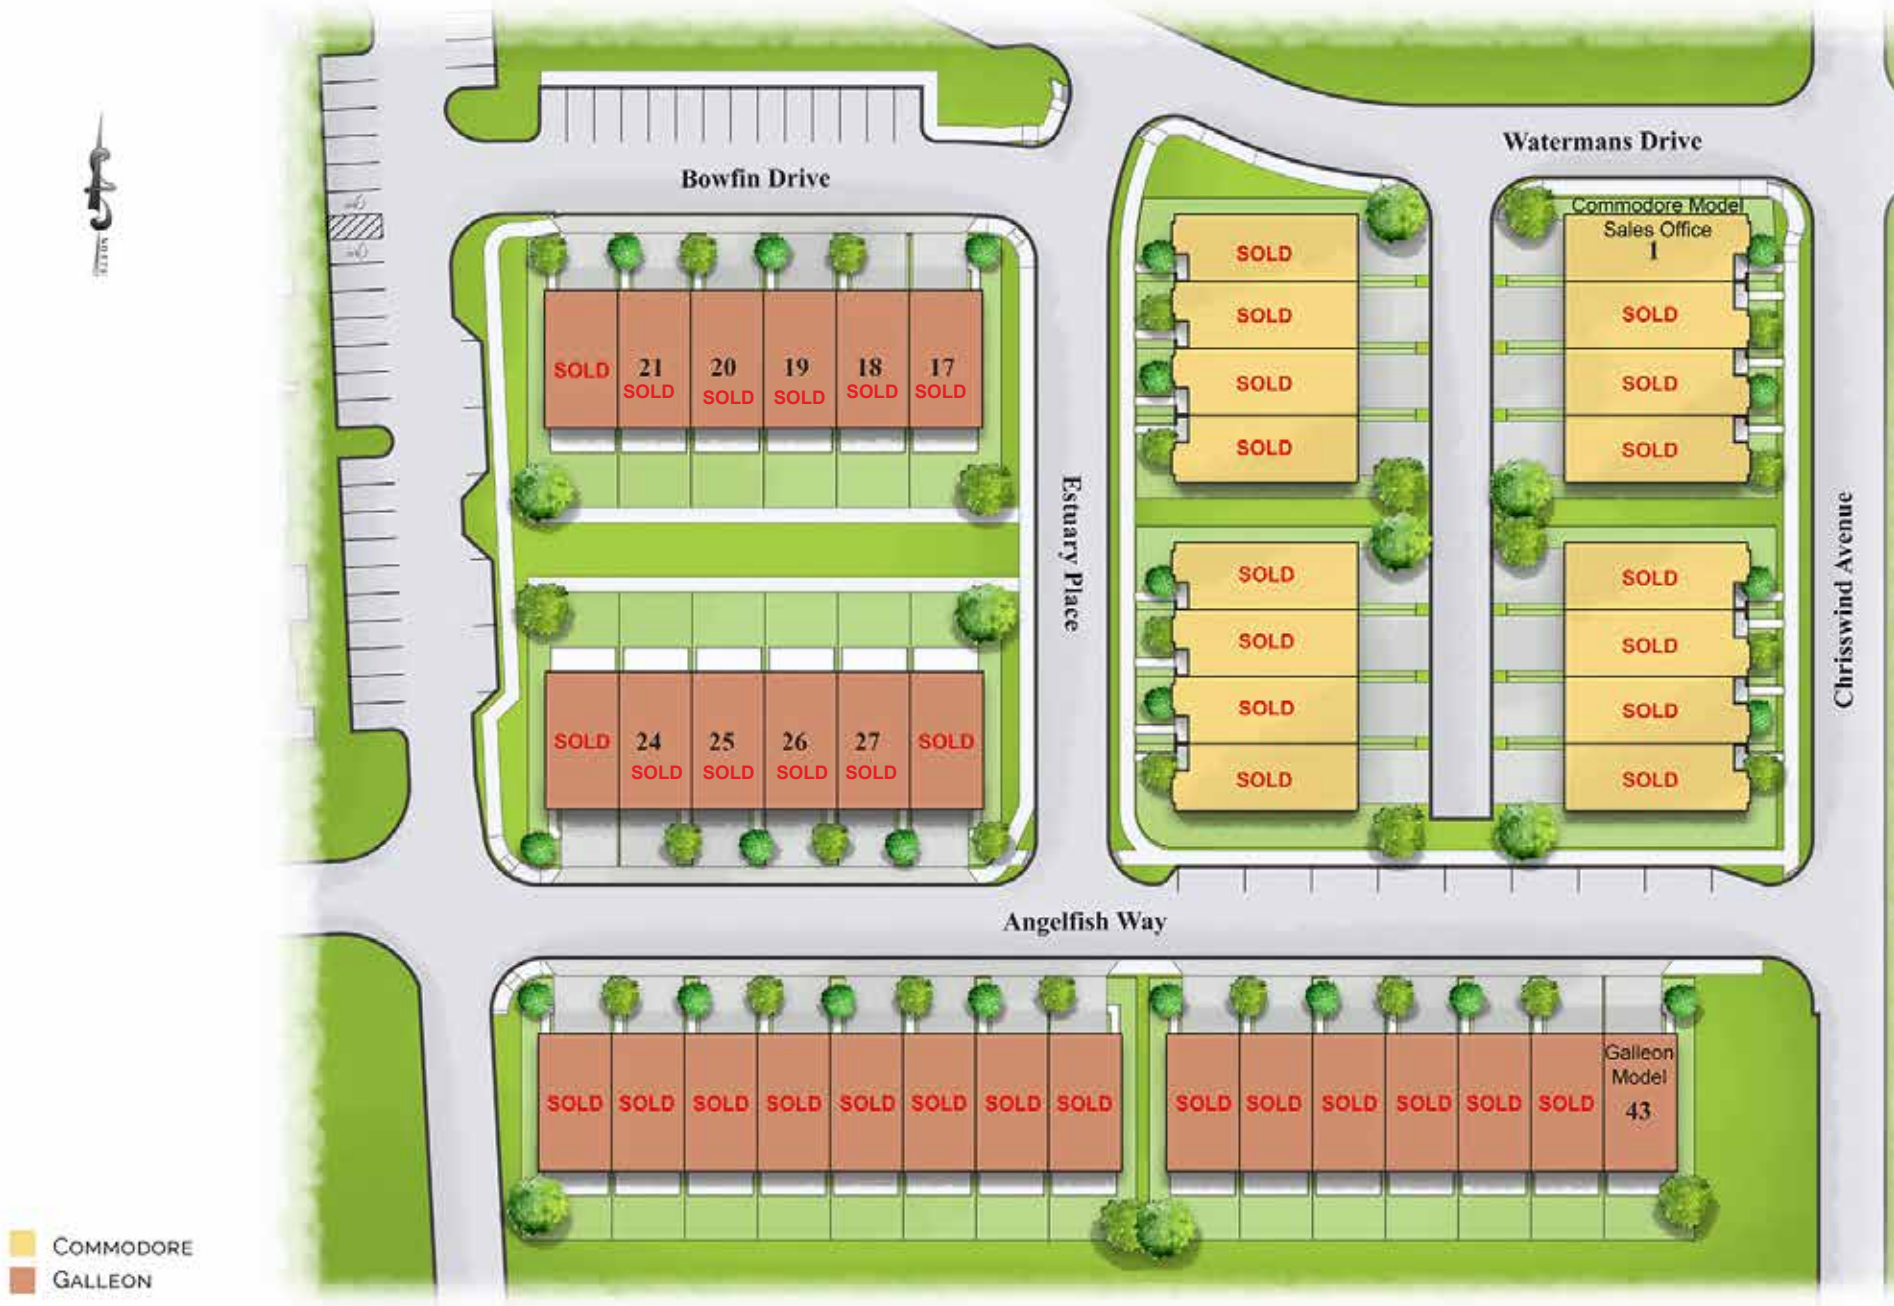 Watermans Drive
Bowfin Drive
NORTH
Commodore Model
Sales Office
1
SOLD
SOLD
SOLD
SOLD
SOLD
SOLD
SOLD
SOLD
21
SOLD
20
SOLD
19
SOLD
18
SOLD
17
SOLD
Estuary Place
Chrisswind Avenue
SOLD
SOLD
SOLD
SOLD
SOLD
SOLD
SOLD
SOLD
SOLD
24
SOLD
25
SOLD
26
SOLD
27
SOLD
SOLD
Angelfish Way
SOLD
SOLD
SOLD
SOLD
SOLD
SOLD
SOLD
SOLD
SOLD
SOLD
SOLD
SOLD
SOLD
SOLD
Galleon
Model
43
COMMODORE
GALLEON